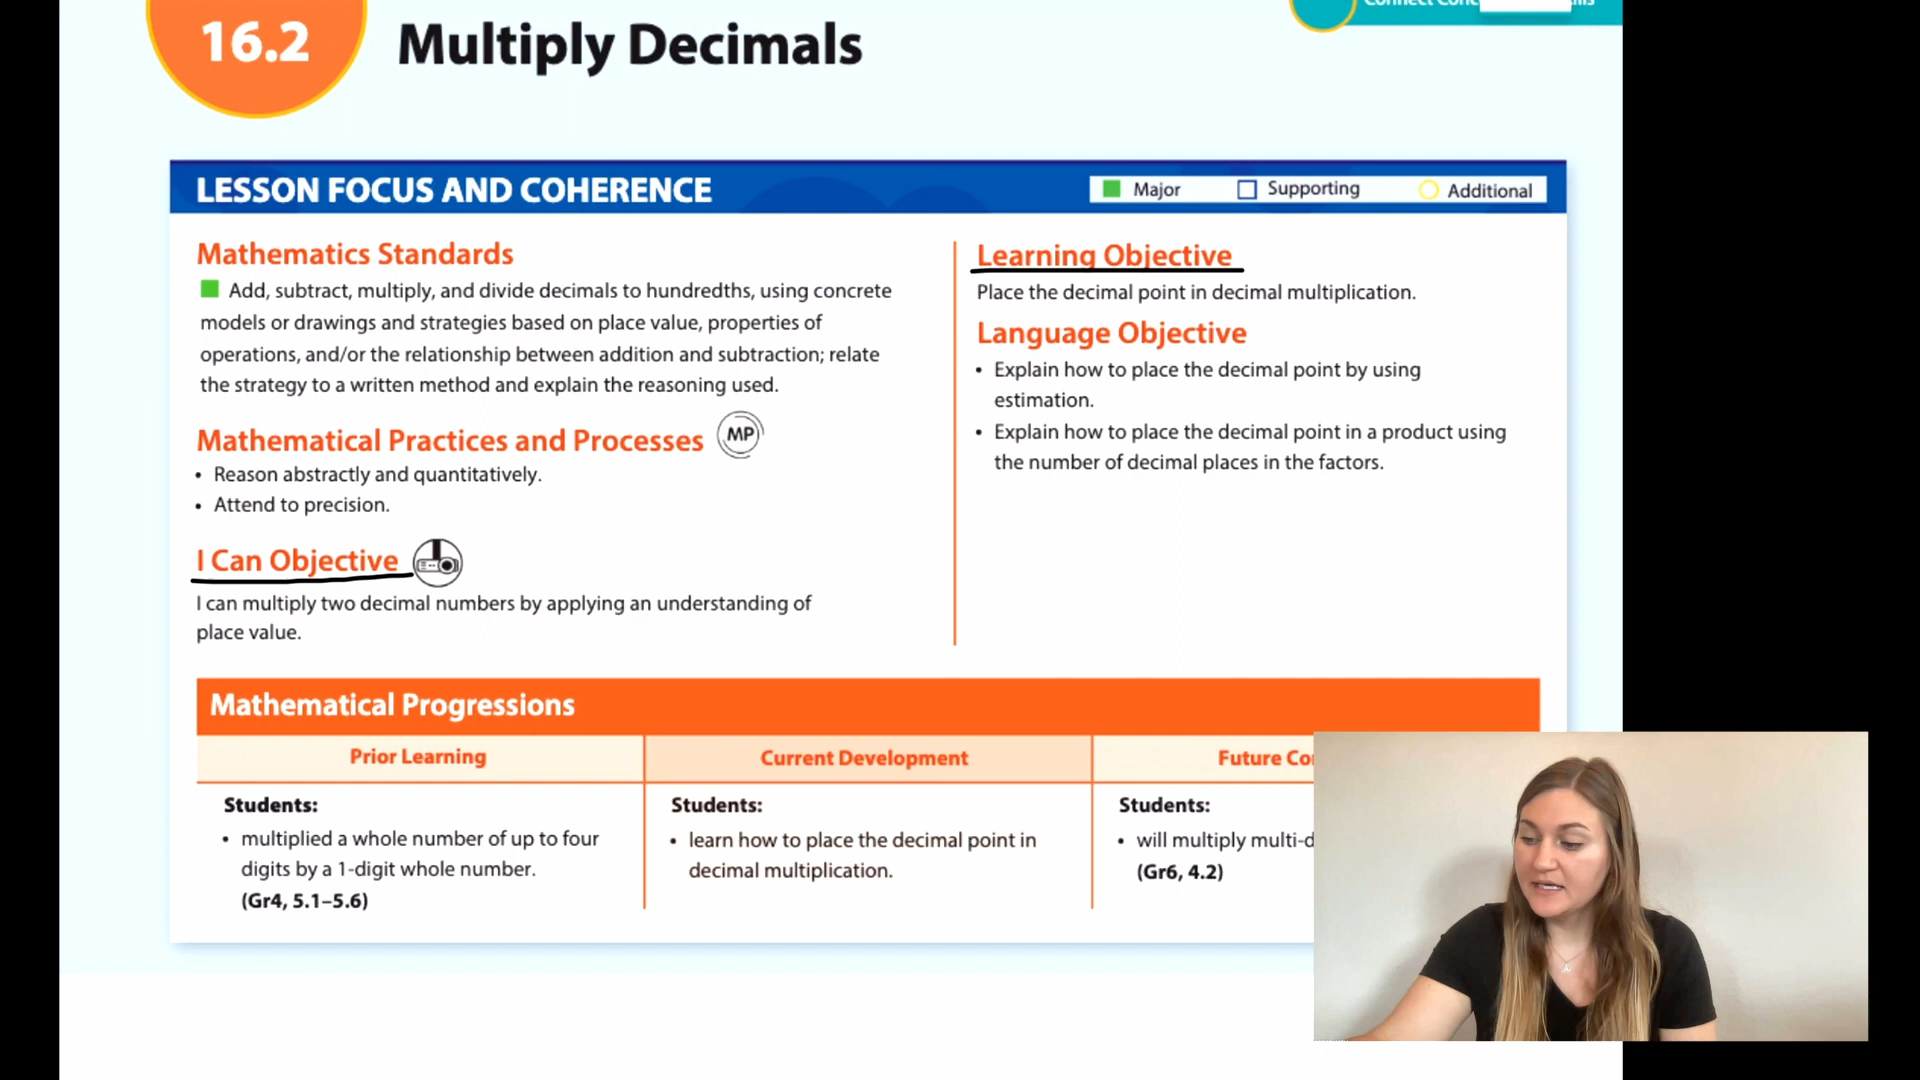 16.2
Multiply Decimals
LESSON FOCUS AND COHERENCE
Major
Supporting
Additional
Mathematics Standards
Add, subtract, multiply, and divide decimals to hundredths, using concrete
models or drawings and strategies based on place value, properties of
operations, and/or the relationship between addition and subtraction; relate
the strategy to a written method and explain the reasoning used.
Mathematical Practices and Processes
MP
• Reason abstractly and quantitatively.
• Attend to precision.
I Can Objective
I can multiply two decimal numbers by applying an understanding of
place value.
Learning Objective
Place the decimal point in decimal multiplication.
Language Objective
• Explain how to place the decimal point by using
estimation.
• Explain how to place the decimal point in a product using
the number of decimal places in the factors.
Mathematical Progressions
Prior Learning
Current Development
Future
Students:
• multiplied a whole number of up to four
digits by a 1-digit whole number.
(Gr4, 5.1–5.6)
Students:
• learn how to place the decimal point in
decimal multiplication.
Students:
• will multiply
(Gr6, 4.2)